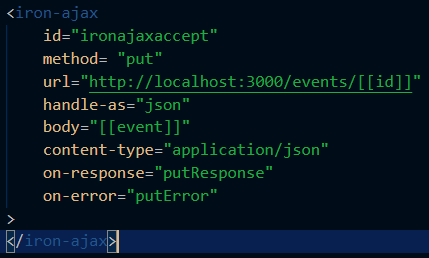 <iron-ajax
id="ironajaxaccept"
method= "put"
url="http://localhost:3000/events/[[id]]"
handle-as="json"
body="[[event]]"
content-type="application/json"
on-response="putResponse"
on-error="putError"
>
</iron-ajax>